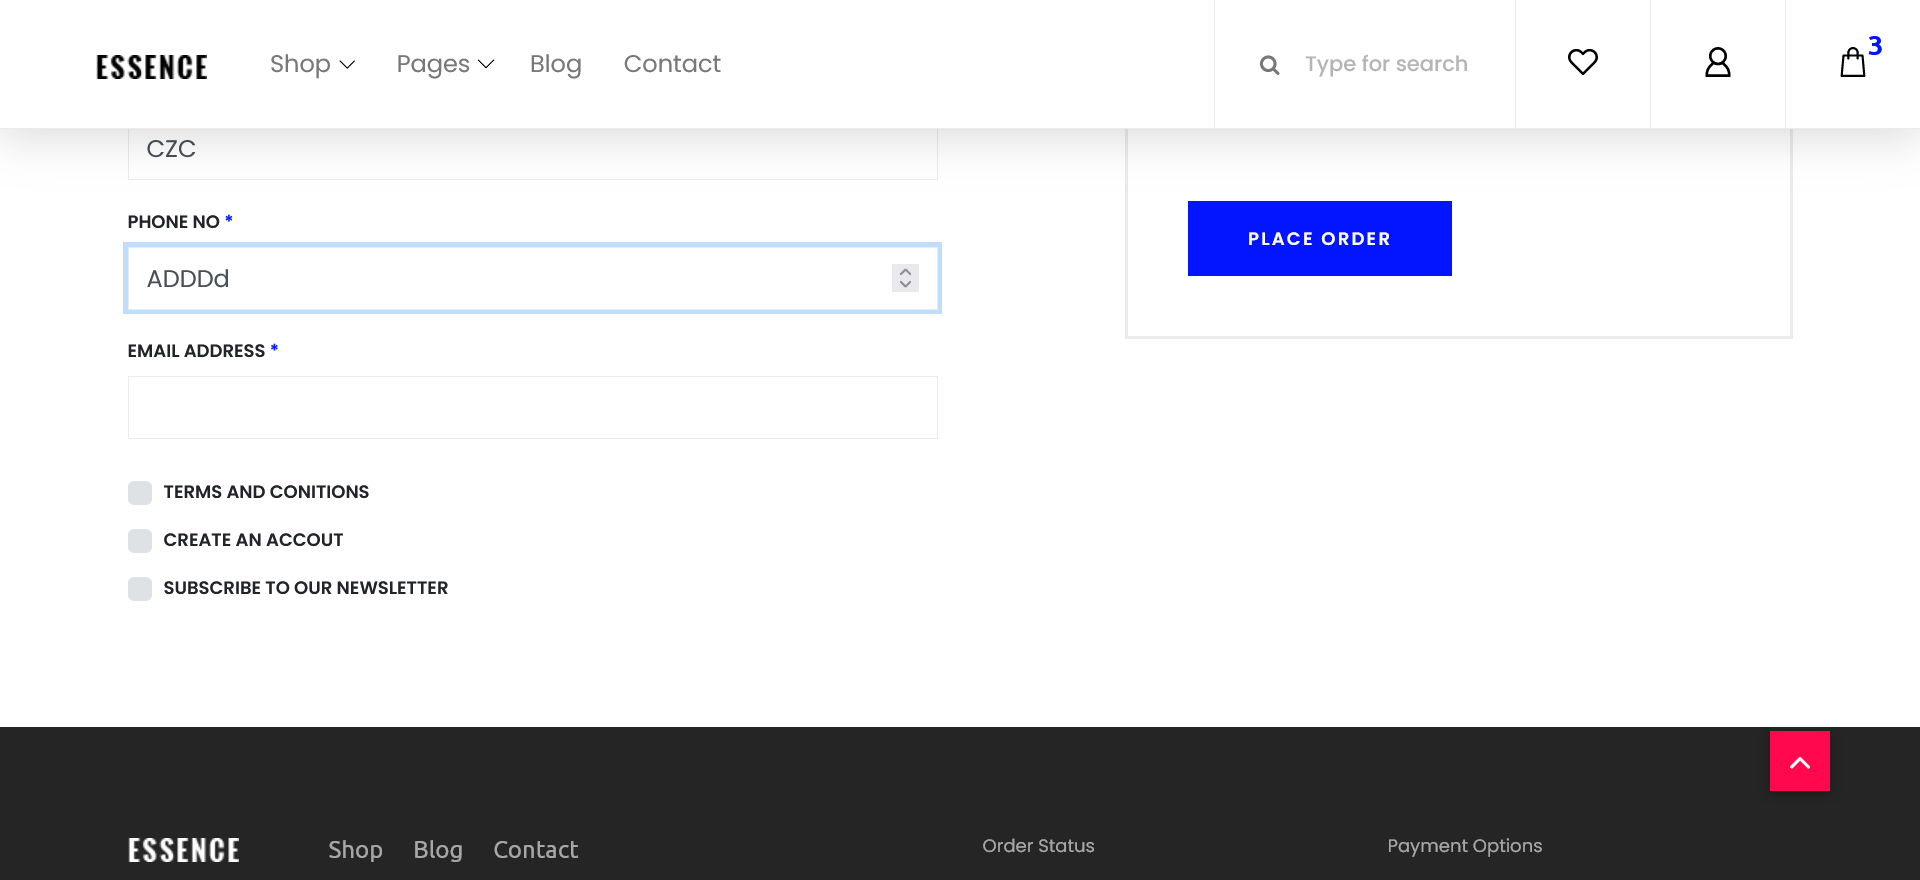 ESSENCE
Shop
Pages
Blog
Contact
Type for search
3
CZC
PHONE NO *
ADDDd
PLACE ORDER
EMAIL ADDRESS *
TERMS AND CONITIONS
CREATE AN ACCOUT
SUBSCRIBE TO OUR NEWSLETTER
ESSENCE
Shop
Blog
Contact
Order Status
Payment Options